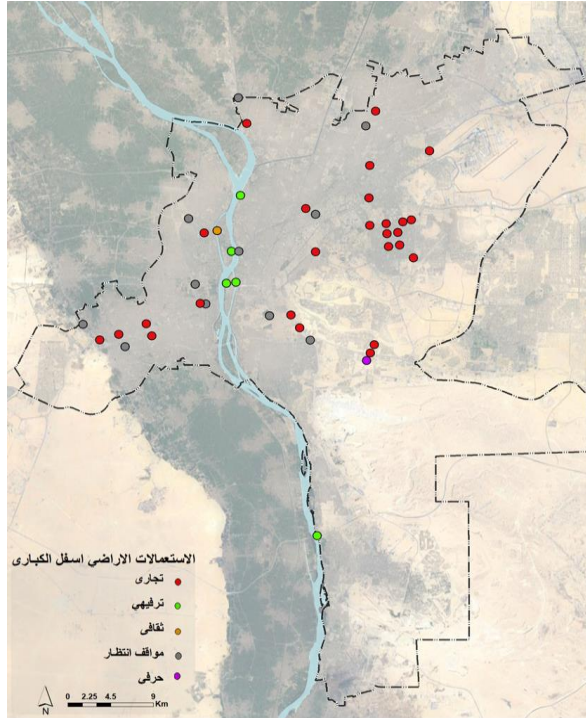 الاستعمالات الاراضي اسفل الكبارى
تجارى
ترفيهي
ثقافى
مواقف انتظار
حرفى
N
0 2.25 4.5 9
Km